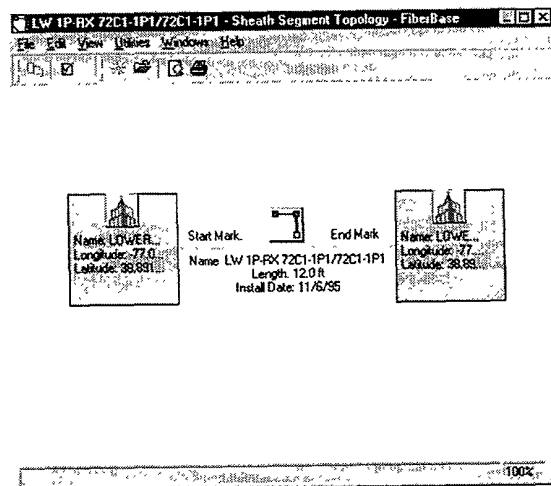 LW 1P-RX 72C1-1P1/72C1-1P1 - Sheath Segment Topology - FiberBase
File Edit View Utilities Windows Help
Name: LOWER...
Longitude: -77.0
Latitude: 38.891...
Start Mark.
End Mark
Name LW 1P-RX 72C1-1P1/72C1-1P1
Length. 12.0 ft
Install Date: 11/6/95
Name: LOWE...
Longitude: -77...
Latitude: 38.89...
100%